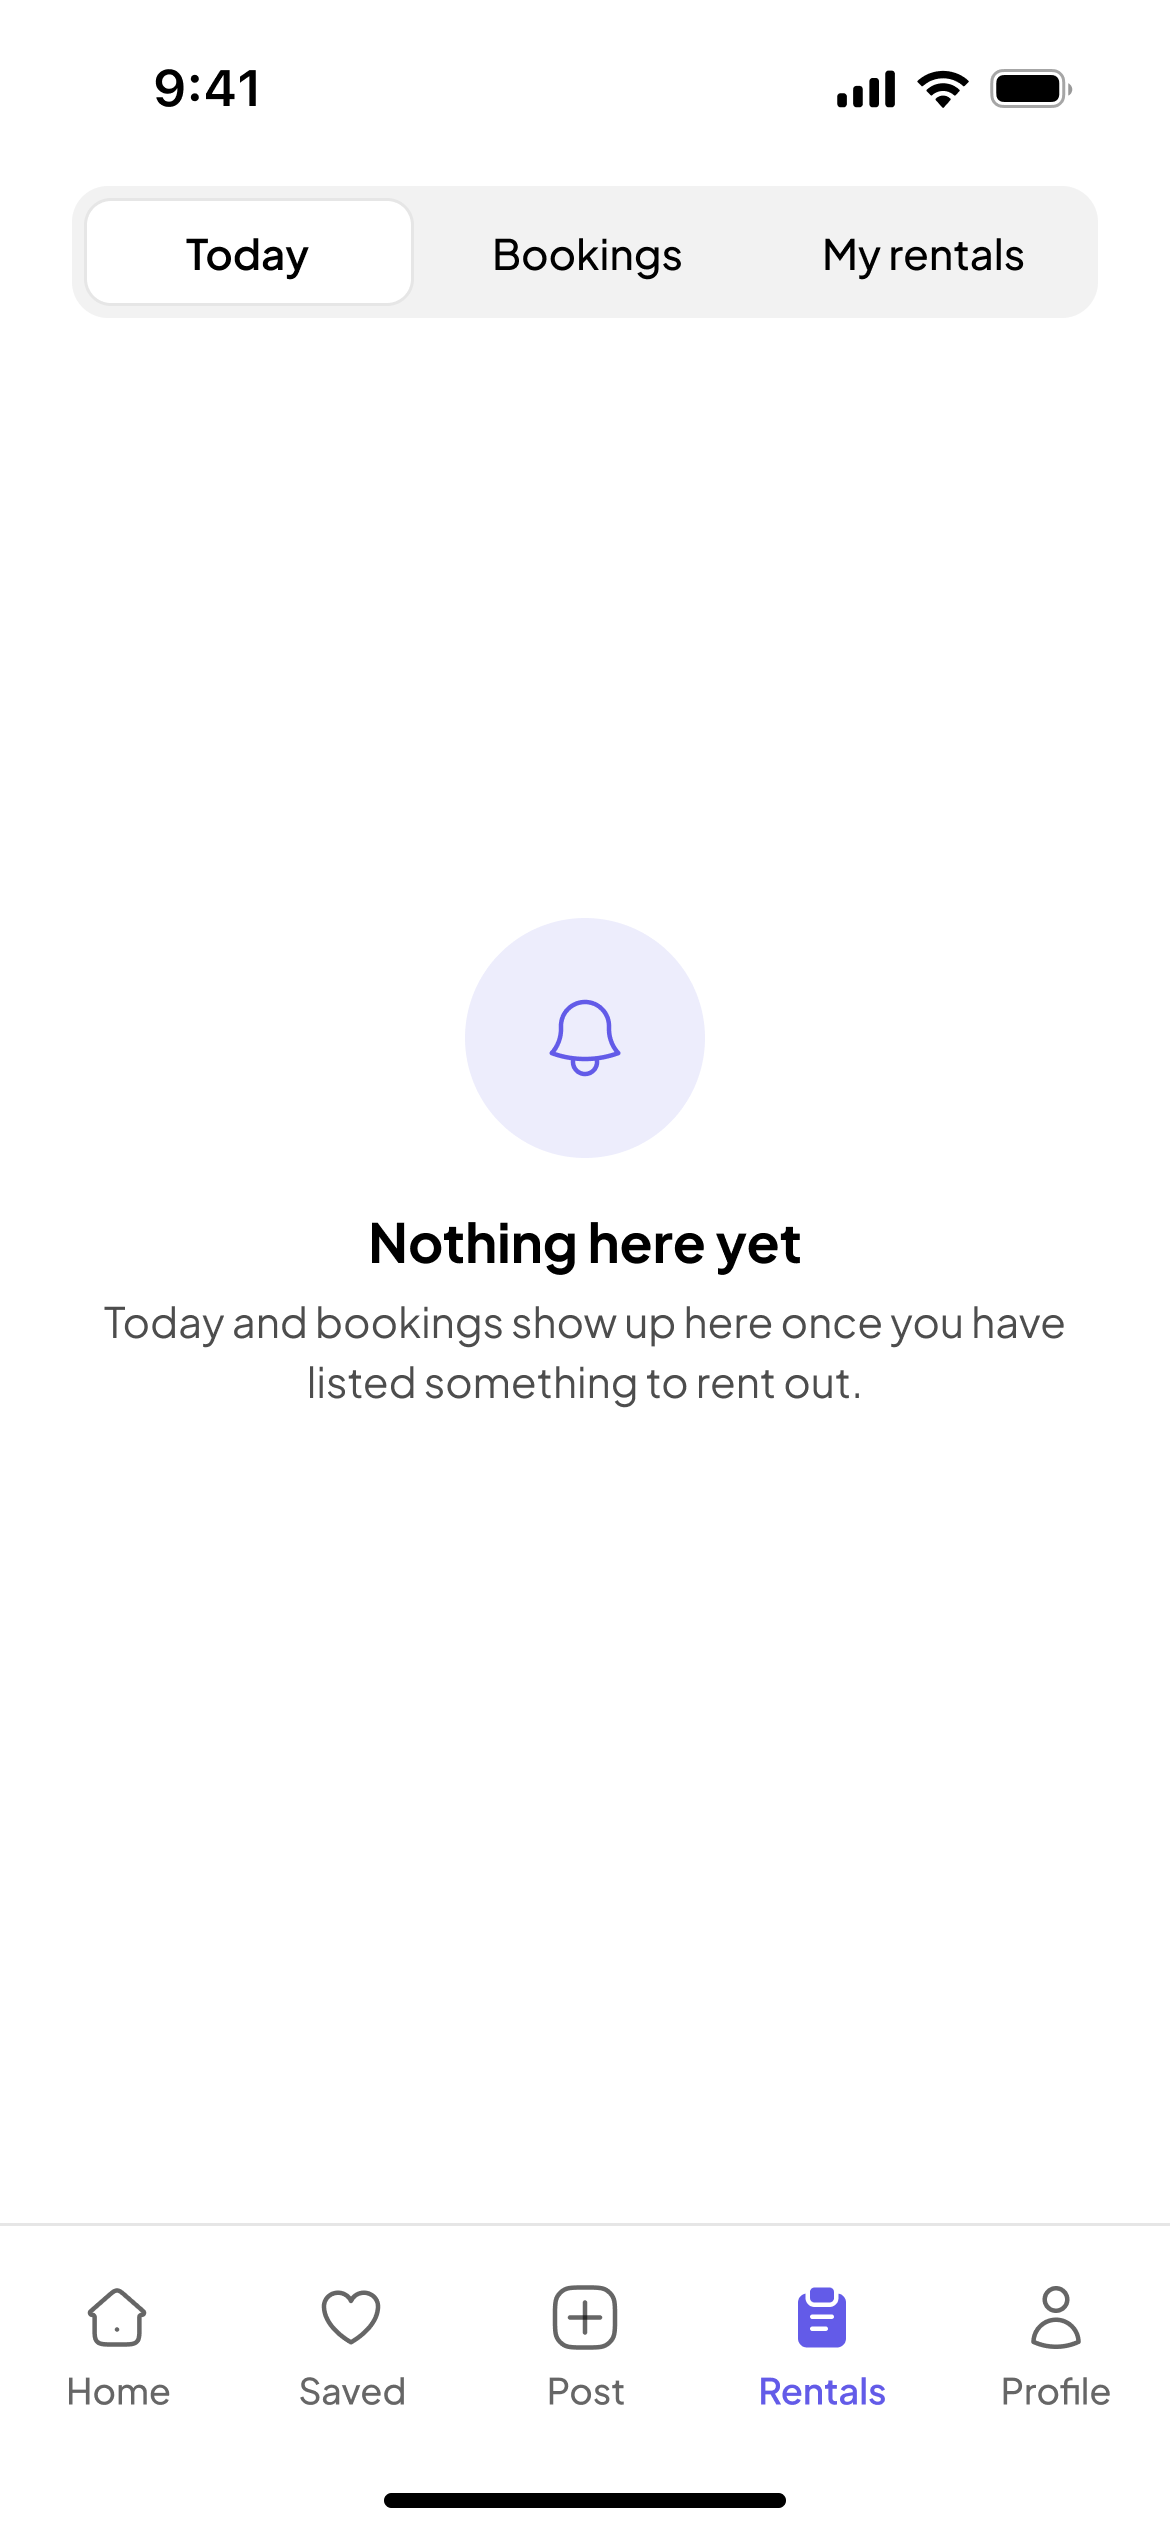 9:41
Today
Bookings
My rentals
Nothing here yet
Today and bookings show up here once you have
listed something to rent out.
Home
Saved
Post
Rentals
Profile